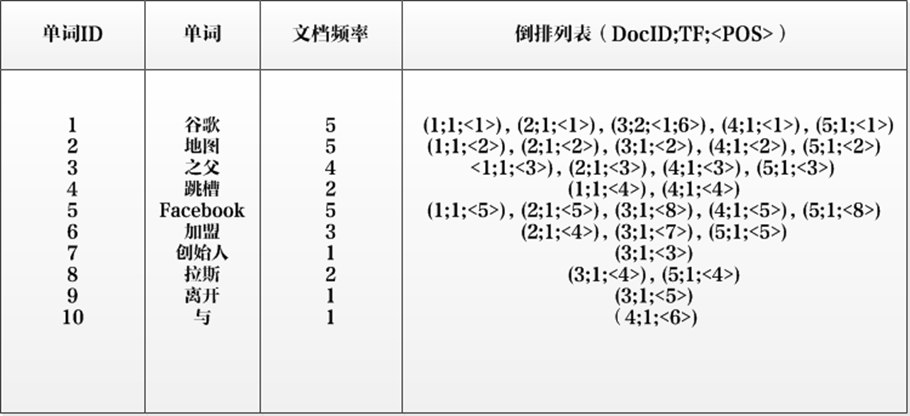 单词ID 单词 文档频率 倒排列表（DocID;TF;<POS>）
1 谷歌 5 (1;1;<1>), (2;1;<1>), (3;2;<1;6>), (4;1;<1>), (5;1;<1>)
2 地图 5 (1;1;<2>), (2;1;<2>), (3;1;<2>), (4;1;<2>), (5;1;<2>)
3 之父 4 <1;1;<3>), (2;1;<3>), (4;1;<3>), (5;1;<3>)
4 跳槽 2 (1;1;<4>), (4;1;<4>)
5 Facebook 5 (1;1;<5>), (2;1;<5>), (3;1;<8>), (4;1;<5>), (5;1;<8>)
6 加盟 3 (2;1;<4>), (3;1;<7>), (5;1;<5>)
7 创始人 1 (3;1;<3>)
8 拉斯 2 (3;1;<4>), (5;1;<4>)
9 离开 1 (3;1;<5>)
10 与 1 （4;1;<6>)